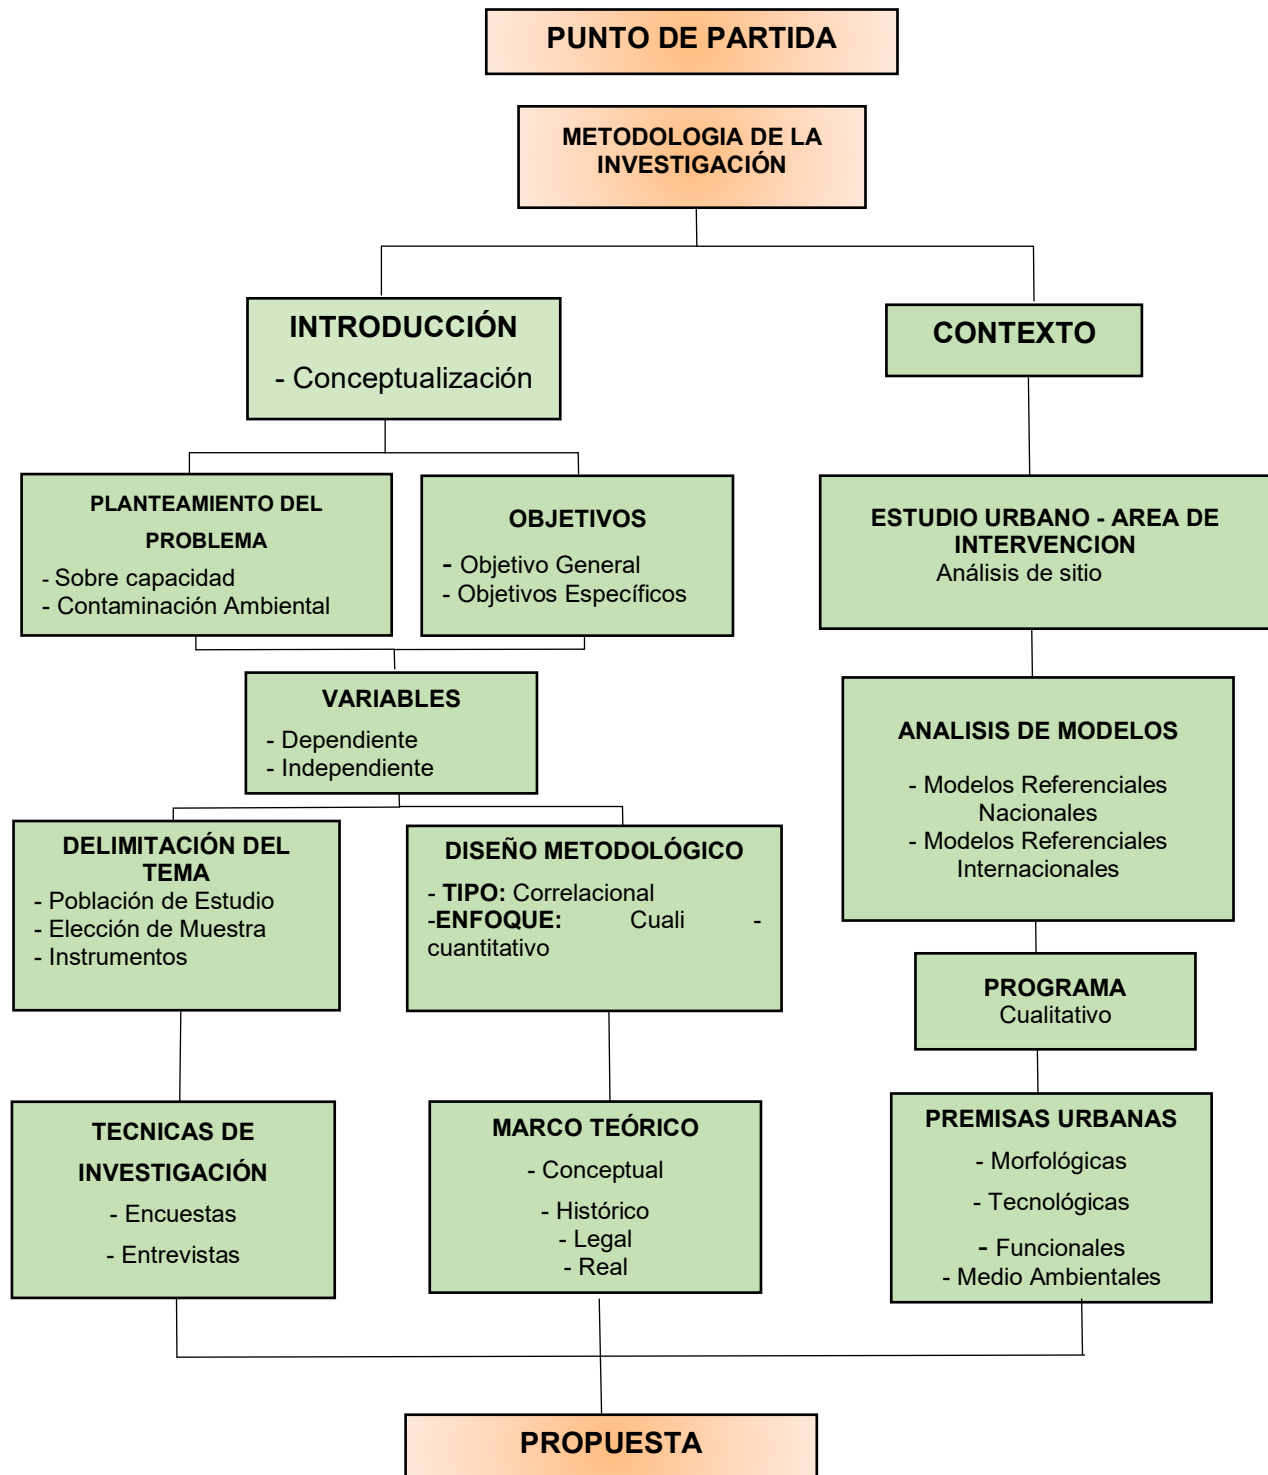 PUNTO DE PARTIDA
METODOLOGIA DE LA
INVESTIGACIÓN
INTRODUCCIÓN
- Conceptualización
CONTEXTO
PLANTEAMIENTO DEL
PROBLEMA
- Sobre capacidad
- Contaminación Ambiental
OBJETIVOS
- Objetivo General
- Objetivos Específicos
ESTUDIO URBANO - AREA DE
INTERVENCION
Análisis de sitio
VARIABLES
- Dependiente
- Independiente
ANALISIS DE MODELOS
- Modelos Referenciales
Nacionales
- Modelos Referenciales
Internacionales
DELIMITACIÓN DEL
TEMA
- Población de Estudio
- Elección de Muestra
- Instrumentos
DISEÑO METODOLÓGICO
- TIPO: Correlacional
-ENFOQUE: Cuali -
cuantitativo
PROGRAMA
Cualitativo
TECNICAS DE
INVESTIGACIÓN
- Encuestas
- Entrevistas
MARCO TEÓRICO
- Conceptual
- Histórico
- Legal
- Real
PREMISAS URBANAS
- Morfológicas
- Tecnológicas
- Funcionales
- Medio Ambientales
PROPUESTA